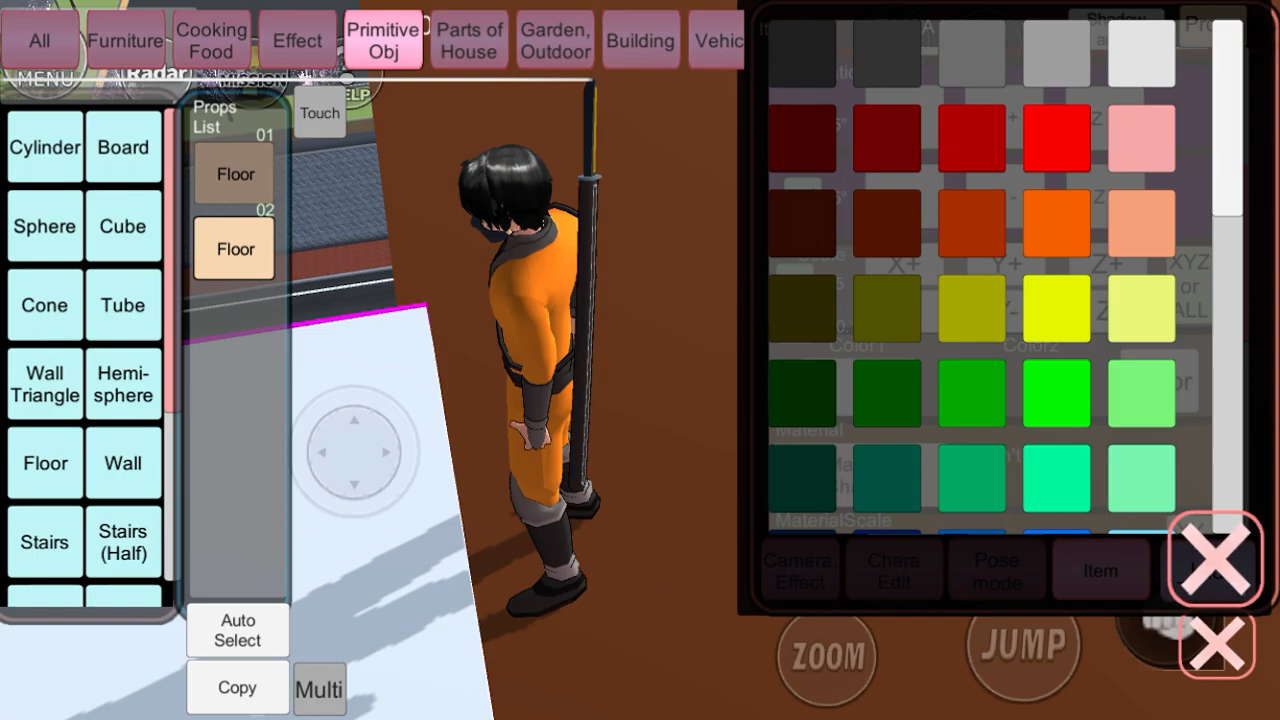 All
Furniture
Cooking
Food
Effect
Primitive
Obj
Parts of
House
Garden,
Outdoor
Building
Vehic
MENU
Radar
MISSION
Touch
Props
List
01
Floor
02
Floor
Cylinder
Board
Sphere
Cube
Cone
Tube
Wall
Triangle
Hemi-
sphere
Floor
Wall
Stairs
Stairs
(Half)
Auto
Select
Copy
Multi
Shadow
Z
X+
Y+
Z+
XYZ
or
ALL
Color1
Color2
Material
MaterialScale
Camera,
Effect
Chara
Edit
Pose
mode
Item
ZOOM
JUMP